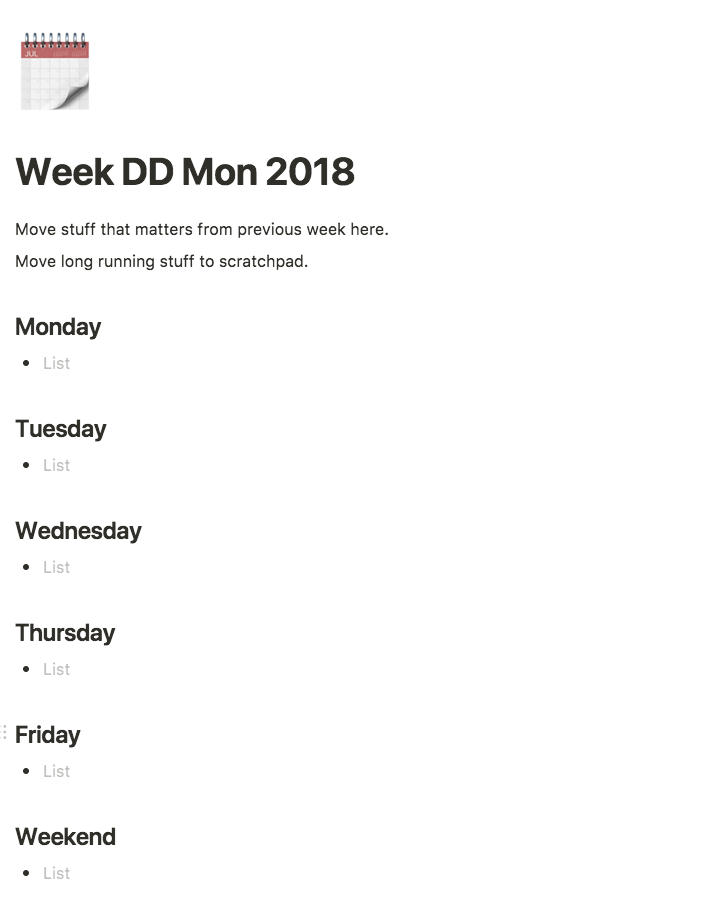 JUL
Week DD Mon 2018
Move stuff that matters from previous week here.
Move long running stuff to scratchpad.
Monday
• List
Tuesday
• List
Wednesday
• List
Thursday
• List
Friday
• List
Weekend
• List